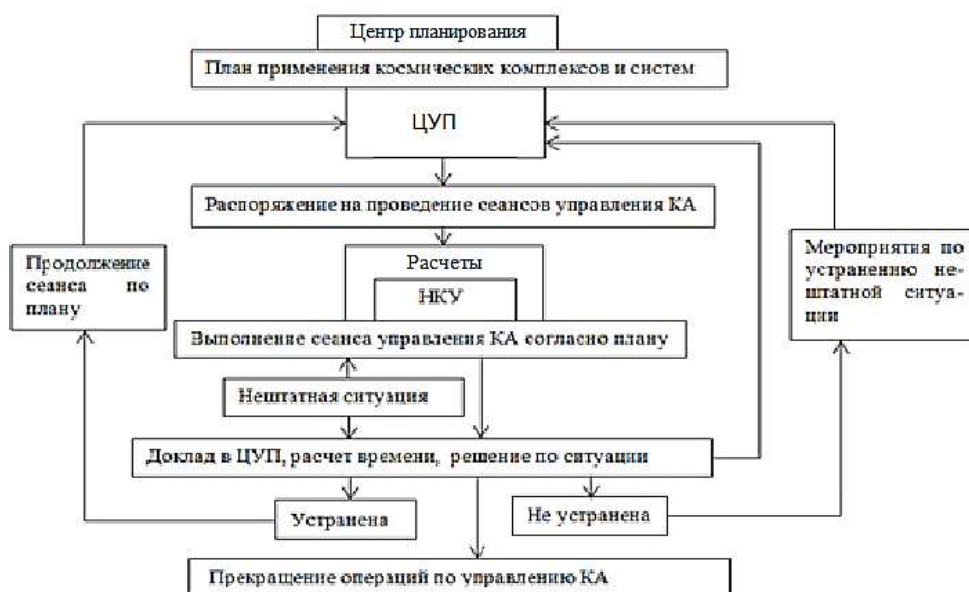 Центр планирования
План применения космических комплексов и систем
ЦУП
Распоряжение на проведение сеансов управления КА
Продолжение
сеанса по
плану
Расчеты
НКУ
Мероприятия по
устранению не-
штатной ситуа-
ции
Выполнение сеанса управления КА согласно плану
Нештатная ситуация
Доклад в ЦУП, расчет времени, решение по ситуации
Устранена
Не устранена
Прекращение операций по управлению КА